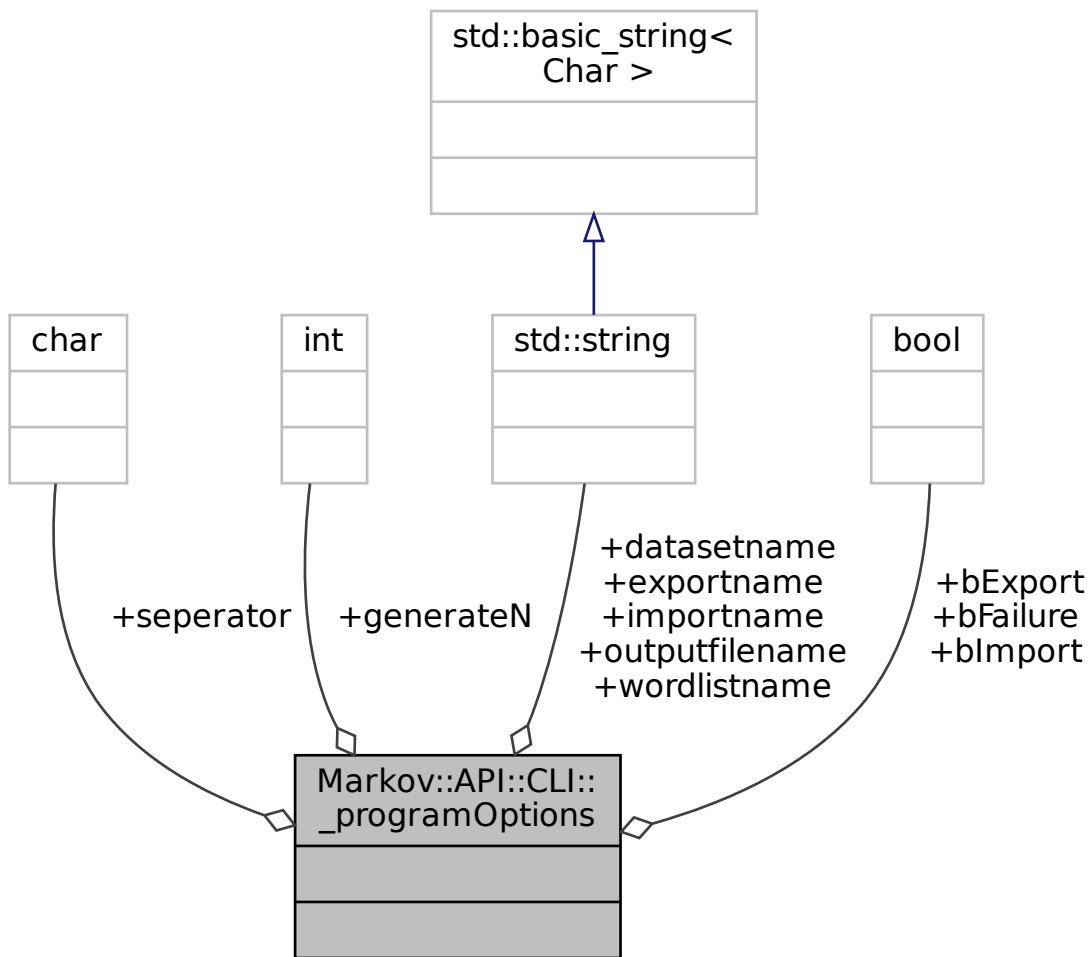 std::basic_string<
Char >
char
int
std::string
bool
+seperator
+generateN
+datasetname
+exportname
+importname
+outputfilename
+wordlistname
+bExport
+bFailure
+bImport
Markov::API::CLI::
_programOptions